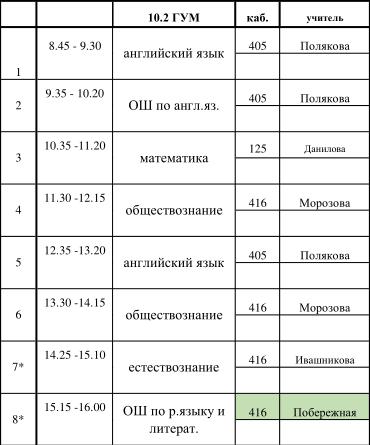 10.2 ГУМ каб. учитель
1 8.45 - 9.30 английский язык 405 Полякова
2 9.35 - 10.20 ОШ по англ.яз. 405 Полякова
3 10.35 -11.20 математика 125 Данилова
4 11.30 -12.15 обществознание 416 Морозова
5 12.35 -13.20 английский язык 405 Полякова
6 13.30 -14.15 обществознание 416 Морозова
7* 14.25 -15.10 естествознание 416 Ивашникова
8* 15.15 -16.00 ОШ по р.языку и 416 Побережная
литерат.